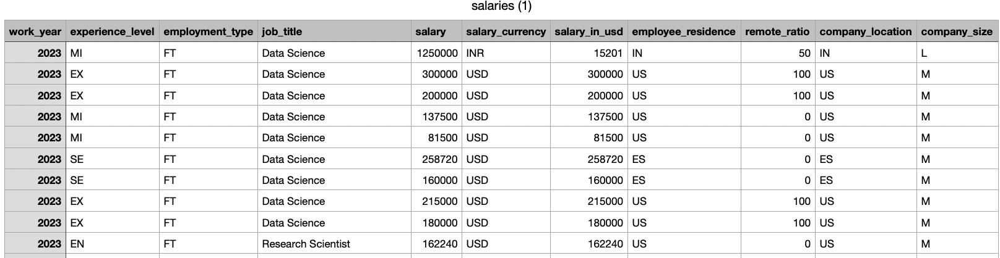 salaries (1)
work_year experience_level employment_type job_title salary salary_currency salary_in_usd employee_residence remote_ratio company_location company_size
2023 MI FT Data Science 1250000 INR 15201 IN 50 IN L
2023 EX FT Data Science 300000 USD 300000 US 100 US M
2023 EX FT Data Science 200000 USD 200000 US 100 US M
2023 MI FT Data Science 137500 USD 137500 US 0 US M
2023 MI FT Data Science 81500 USD 81500 US 0 US M
2023 SE FT Data Science 258720 USD 258720 ES 0 ES M
2023 SE FT Data Science 160000 USD 160000 ES 0 ES M
2023 EX FT Data Science 215000 USD 215000 US 100 US M
2023 EX FT Data Science 180000 USD 180000 US 100 US M
2023 EN FT Research Scientist 162240 USD 162240 US 0 US M